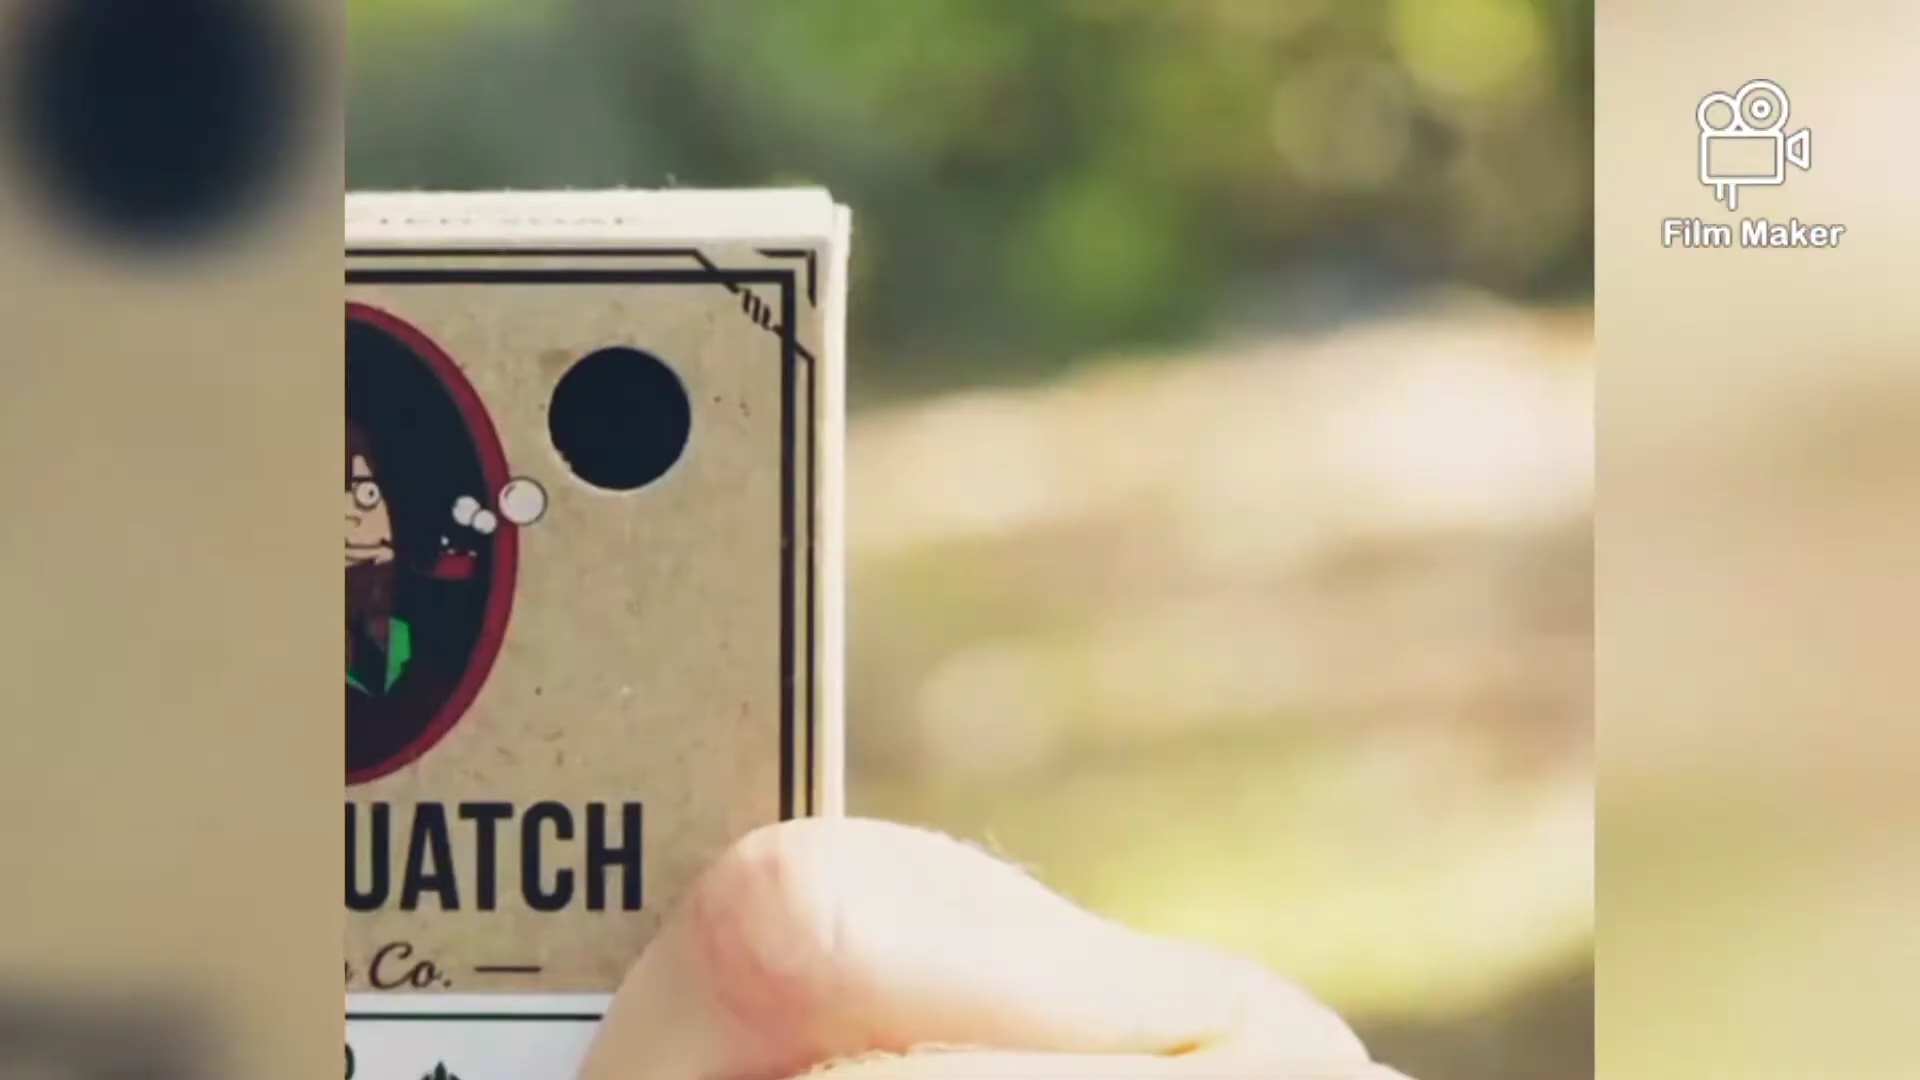 Film Maker
UATCH
Co. —